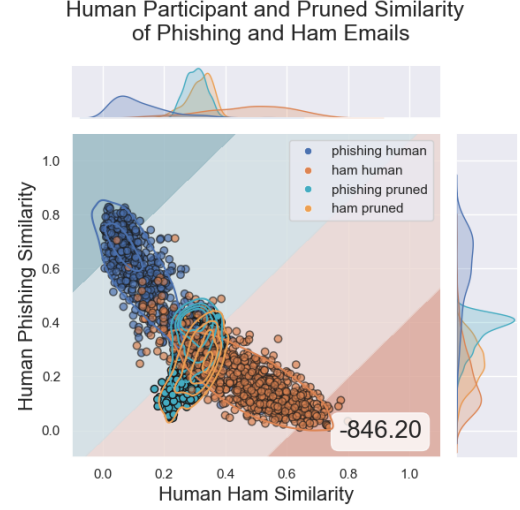 Human Participant and Pruned Similarity
of Phishing and Ham Emails
1.0
0.8
0.6
0.4
0.2
0.0
Human Phishing Similarity
phishing human
ham human
phishing pruned
ham pruned
-846.20
0.0 0.2 0.4 0.6 0.8 1.0
Human Ham Similarity